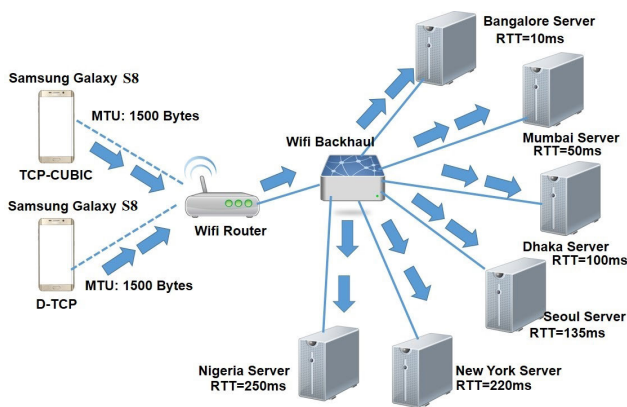 Bangalore Server
RTT=10ms
Samsung Galaxy S8
MTU: 1500 Bytes
TCP-CUBIC
Wifi Backhaul
Mumbai Server
RTT=50ms
Samsung Galaxy S8
MTU: 1500 Bytes
D-TCP
Wifi Router
Dhaka Server
RTT=100ms
Seoul Server
RTT=135ms
Nigeria Server
RTT=250ms
New York Server
RTT=220ms